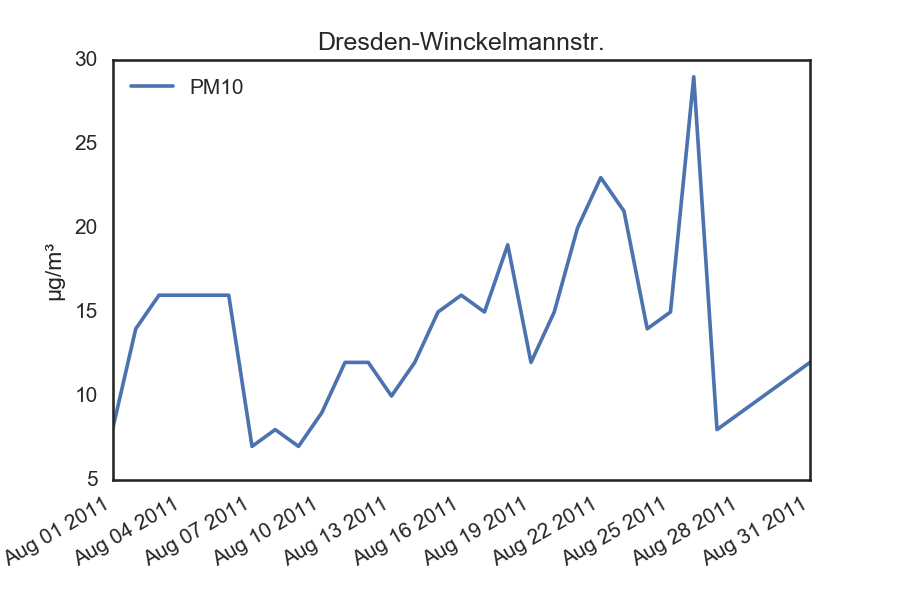 Dresden-Winckelmannstr.
30
PM10
25
20
µg/m³
15
10
5
Aug 01 2011
Aug 04 2011
Aug 07 2011
Aug 10 2011
Aug 13 2011
Aug 16 2011
Aug 19 2011
Aug 22 2011
Aug 25 2011
Aug 28 2011
Aug 31 2011